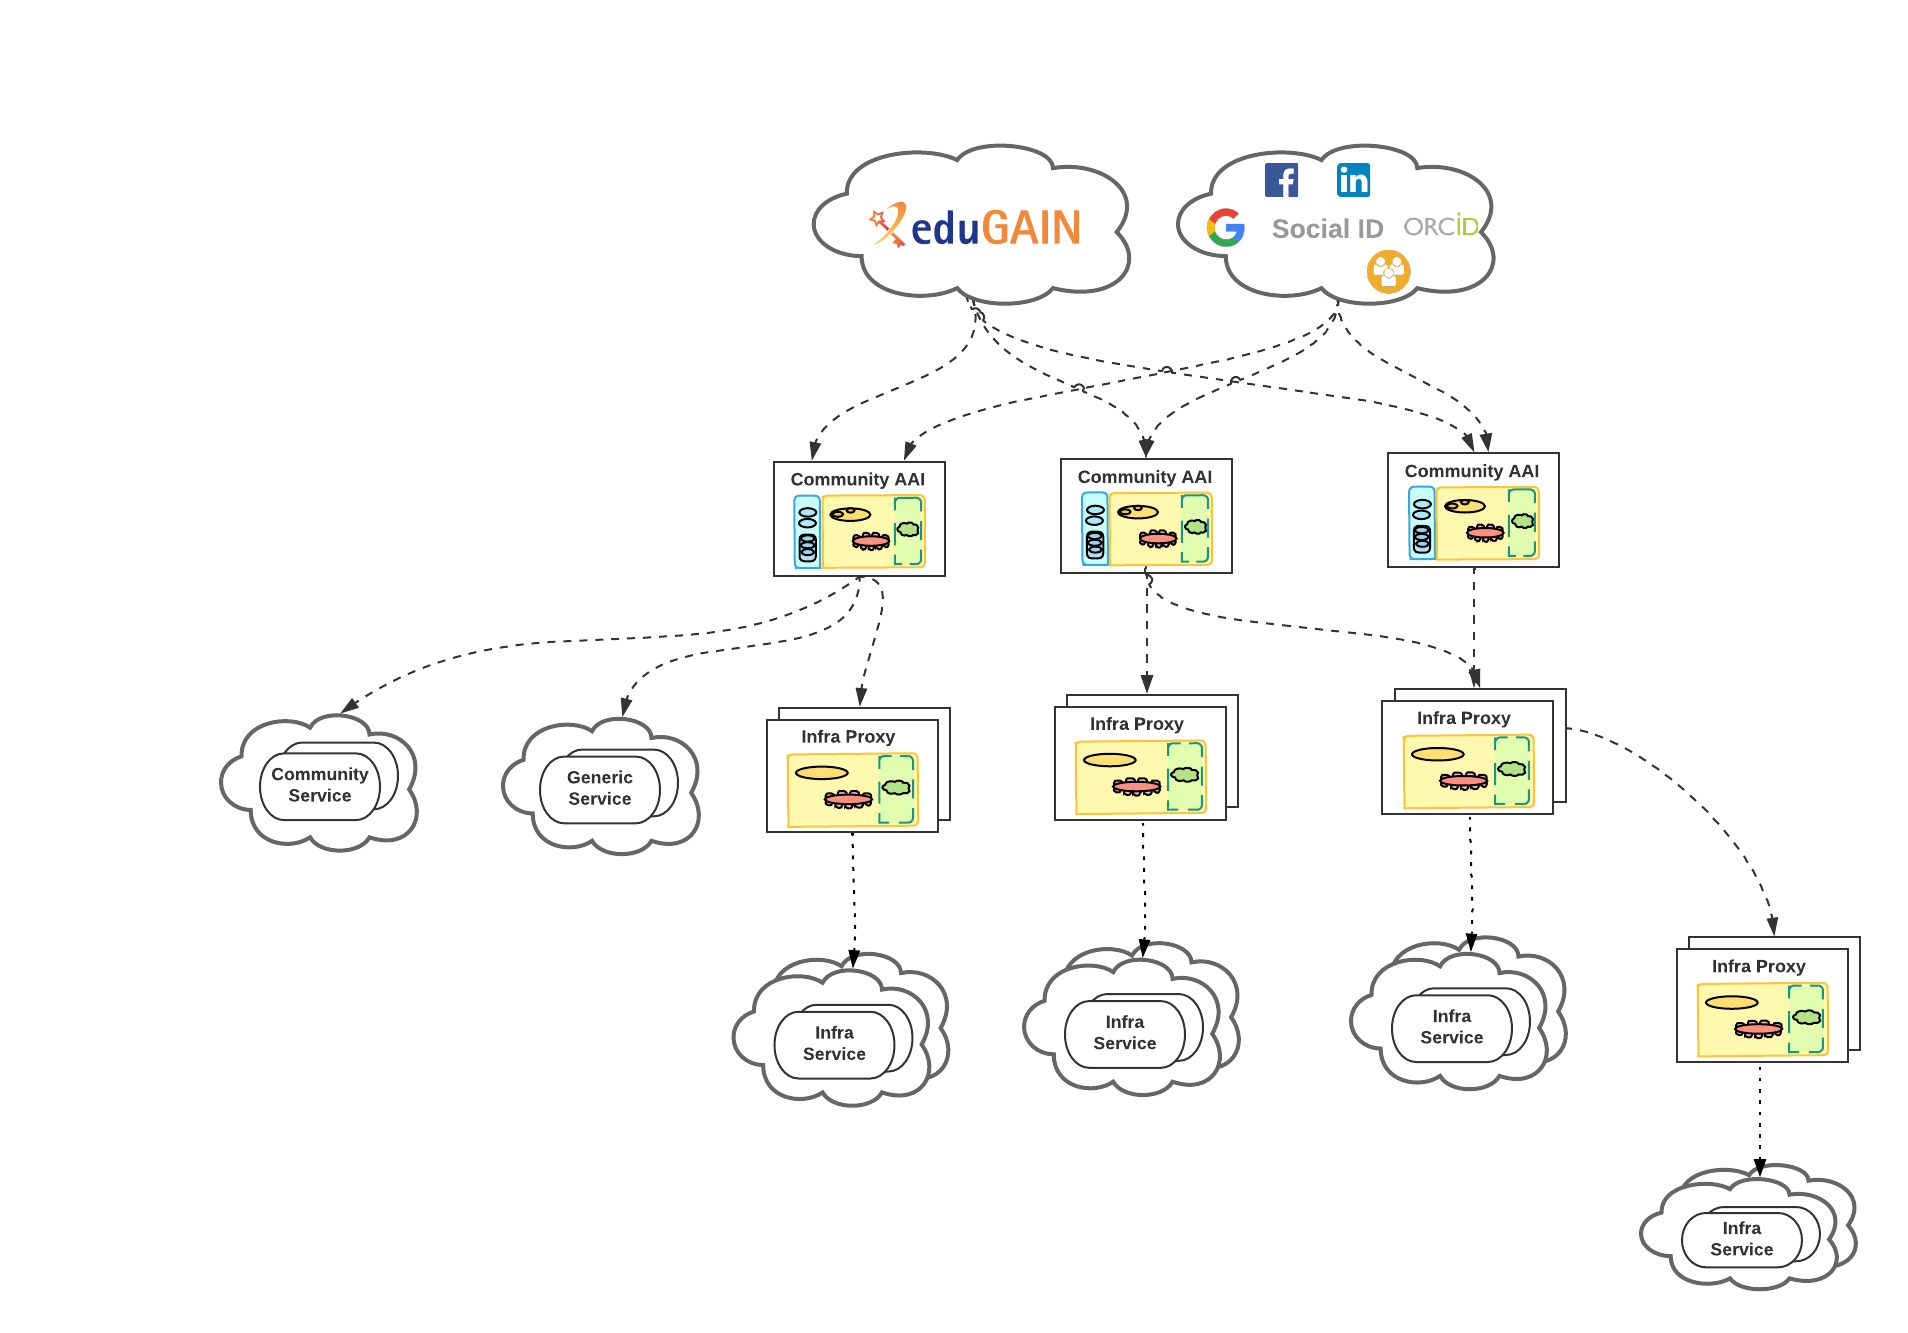 eduGAIN
Social ID
ORCiD
Community AAI
Community AAI
Community AAI
Community
Service
Generic
Service
Infra Proxy
Infra Proxy
Infra Proxy
Infra
Service
Infra
Service
Infra
Service
Infra Proxy
Infra
Service